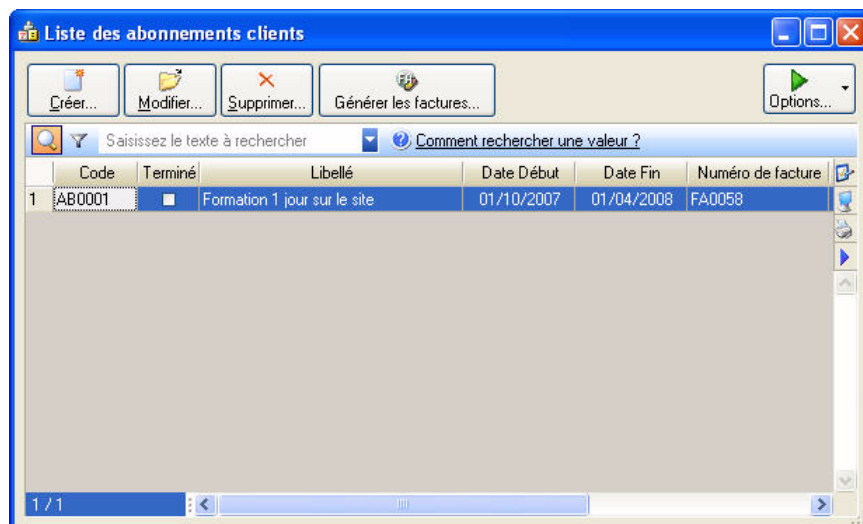 Liste des abonnements clients
Créer... Modifier... Supprimer... Générer les factures... Options...
Saisissez le texte à rechercher Comment rechercher une valeur ?
Code Terminé Libellé Date Début Date Fin Numéro de facture
1 AB0001 Formation 1 jour sur le site 01/10/2007 01/04/2008 FA0058
1 / 1